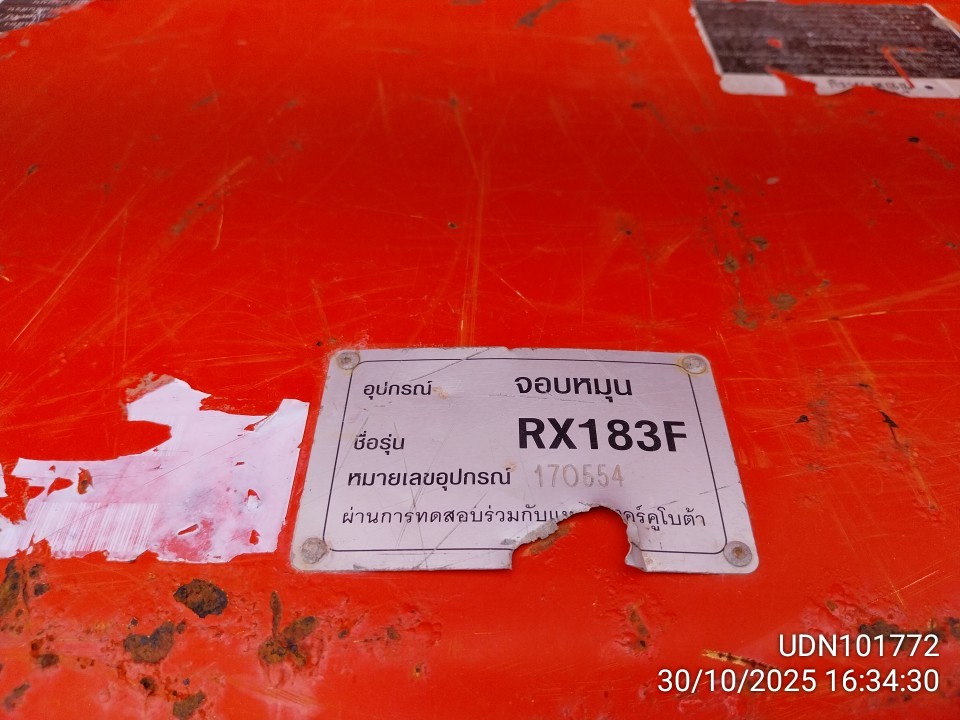 อุปกรณ์ จอบหมุน
ชื่อรุ่น RX183F
หมายเลขอุปกรณ์ 170554
ผ่านการทดสอบร่วมกับ คูโบต้า
UDN101772
30/10/2025 16:34:30